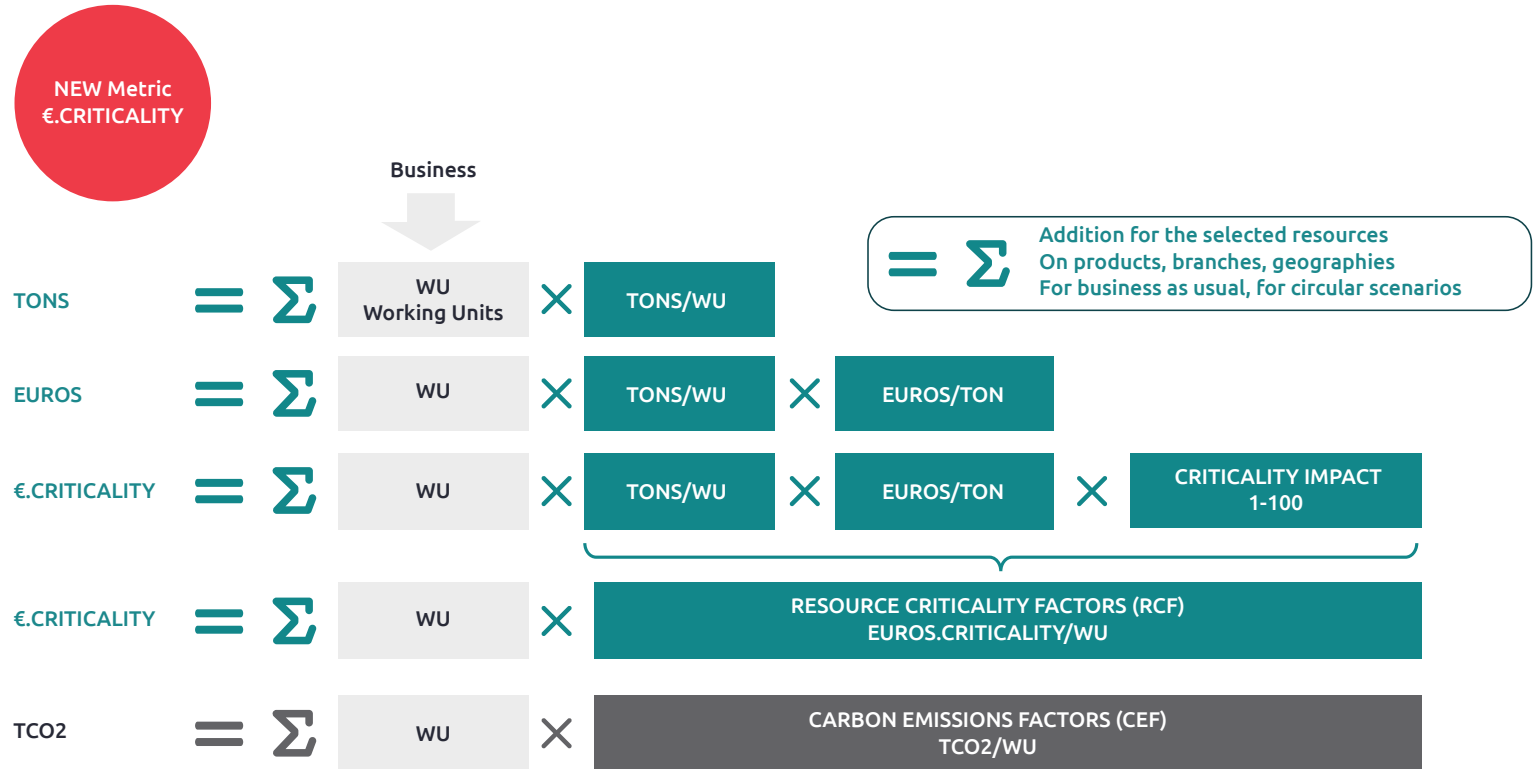 NEW Metric
€.CRITICALITY
Business
= Σ Addition for the selected resources
On products, branches, geographies
For business as usual, for circular scenarios
TONS = Σ WU
Working Units × TONS/WU
EUROS = Σ WU × TONS/WU × EUROS/TON
€.CRITICALITY = Σ WU × TONS/WU × EUROS/TON × CRITICALITY IMPACT
1-100
€.CRITICALITY = Σ WU × RESOURCE CRITICALITY FACTORS (RCF)
EUROS.CRITICALITY/WU
TCO2 = Σ WU × CARBON EMISSIONS FACTORS (CEF)
TCO2/WU